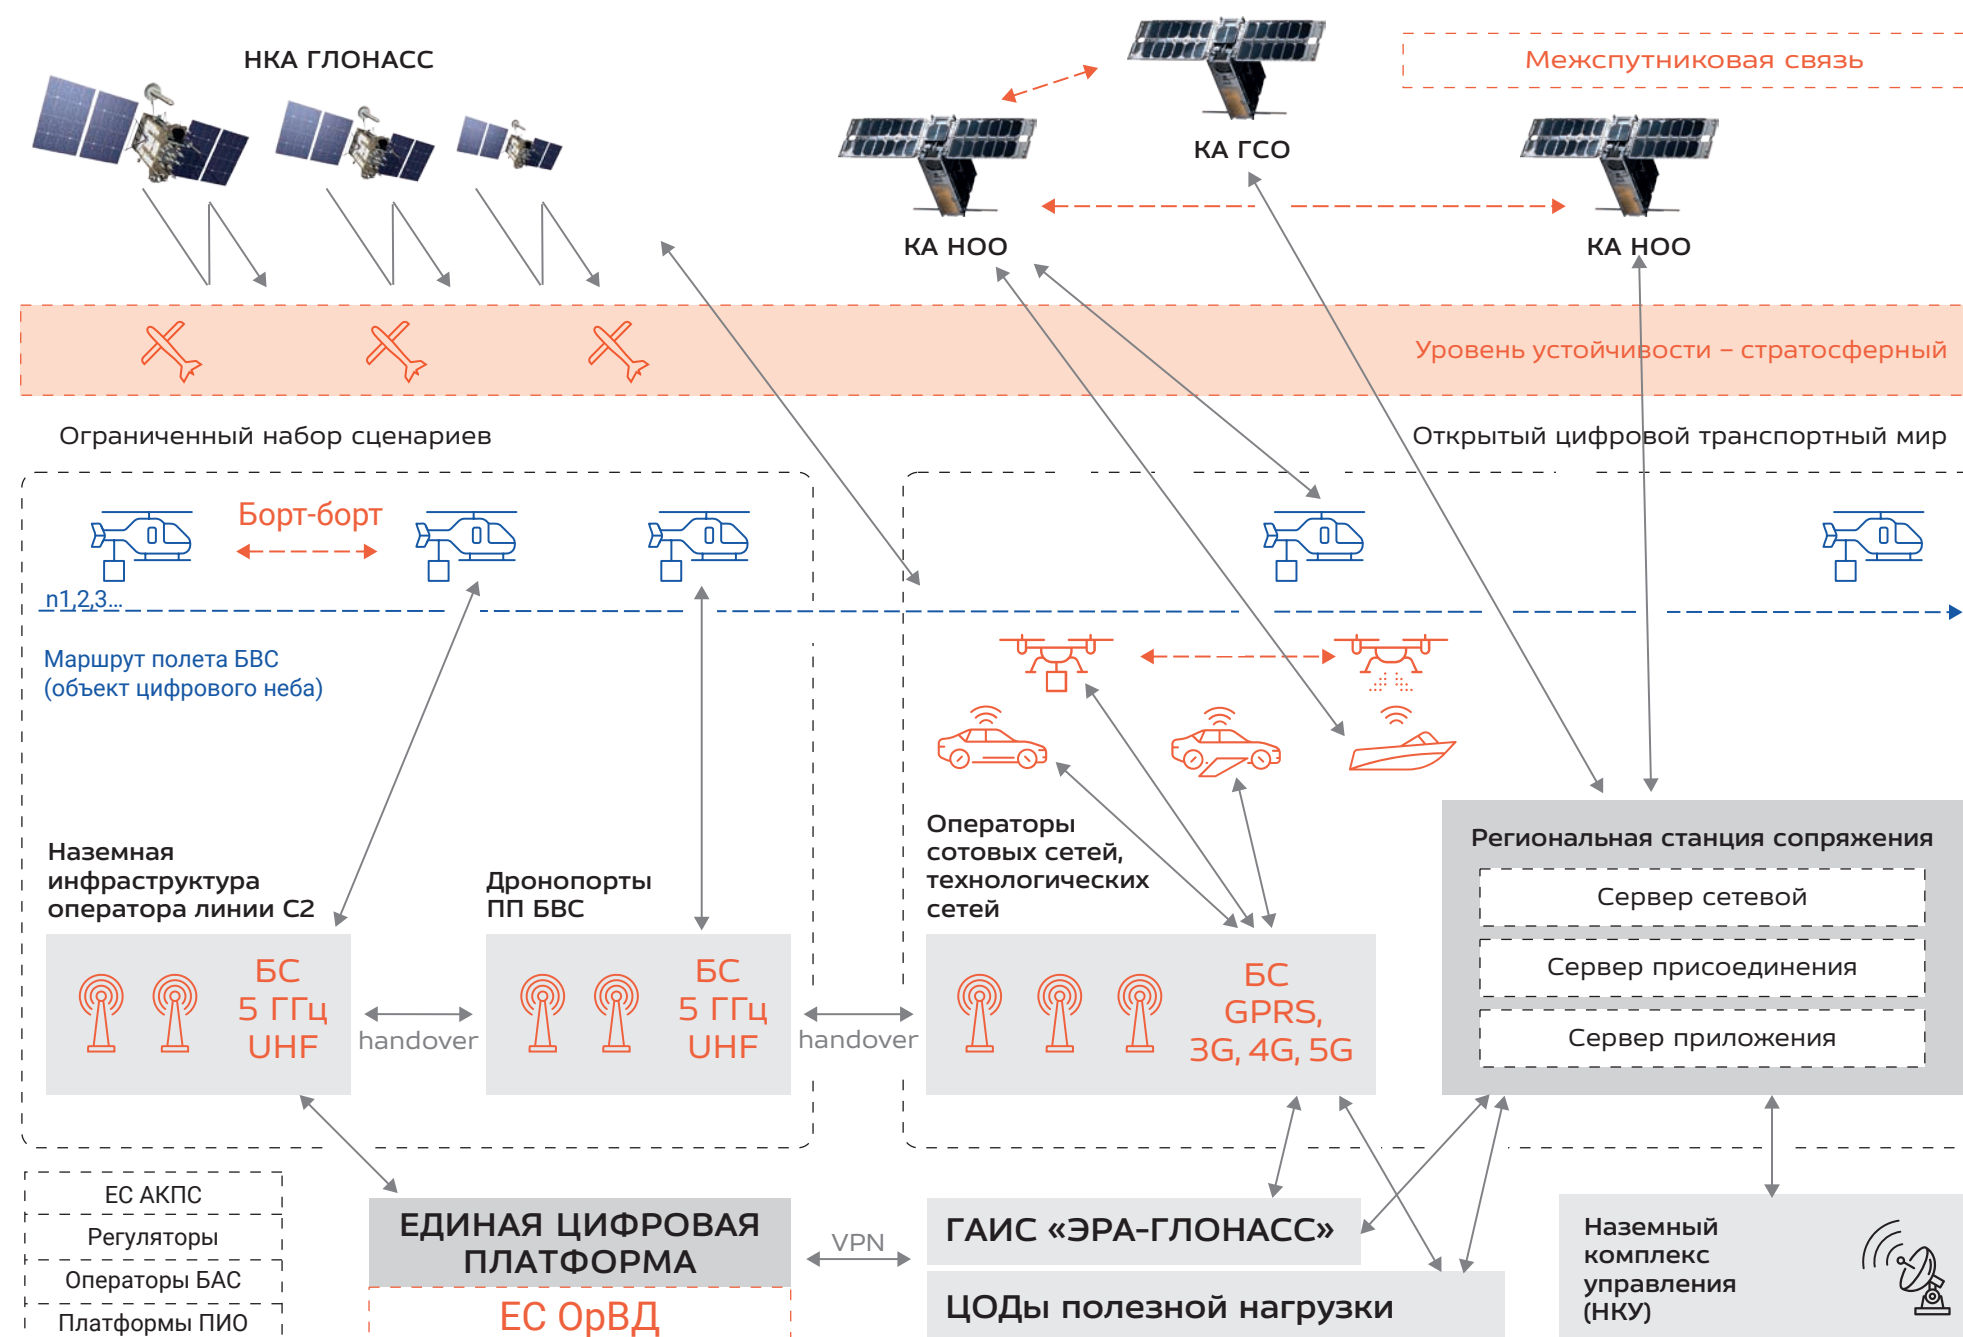 НКА ГЛОНАСС
Межспутниковая связь
КА ГСО
КА НОО
КА НОО
Уровень устойчивости – стратосферный
Ограниченный набор сценариев
Открытый цифровой транспортный мир
Борт-борт
n1,2,3...
Маршрут полета БВС
(объект цифрового неба)
Наземная
инфраструктура
оператора линии С2
Дронопорты
ПП БВС
Операторы
сотовых сетей,
технологических
сетей
Региональная станция сопряжения
Сервер сетевой
Сервер присоединения
Сервер приложения
БС
5 ГГц
UHF
handover
БС
5 ГГц
UHF
handover
БС
GPRS,
3G, 4G, 5G
ЕС АКПС
Регуляторы
Операторы БАС
Платформы ПИО
ЕДИНАЯ ЦИФРОВАЯ
ПЛАТФОРМА
ЕС ОрВД
VPN
ГАИС «ЭРА-ГЛОНАСС»
ЦОДы полезной нагрузки
Наземный
комплекс
управления
(НКУ)